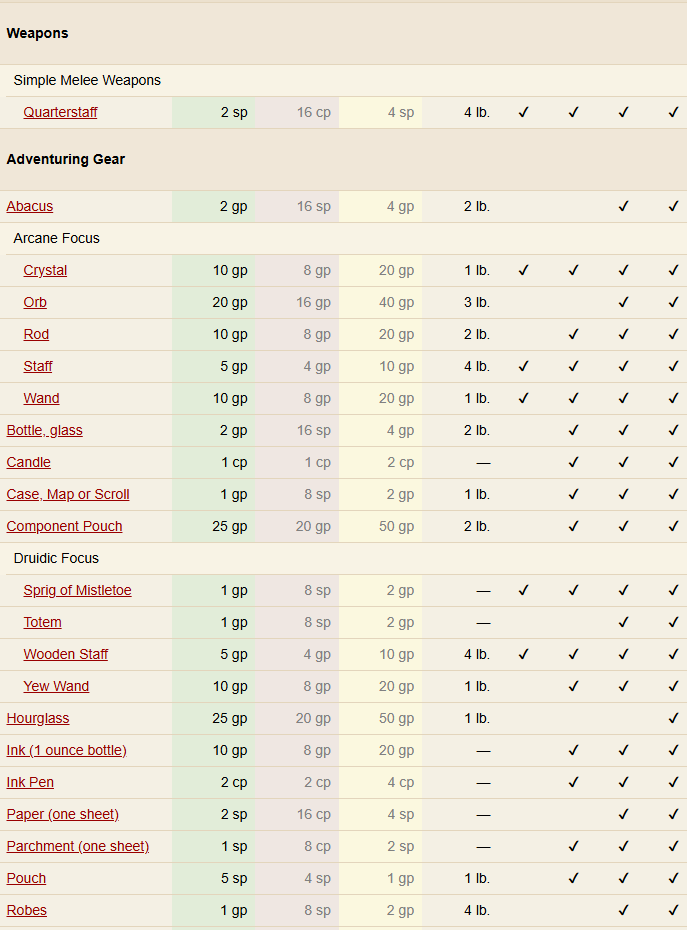 Weapons
Simple Melee Weapons
Quarterstaff 2 sp 16 cp 4 sp 4 lb. ✓ ✓ ✓ ✓
Adventuring Gear
Abacus 2 gp 16 sp 4 gp 2 lb. ✓ ✓
Arcane Focus
Crystal 10 gp 8 gp 20 gp 1 lb. ✓ ✓ ✓ ✓
Orb 20 gp 16 gp 40 gp 3 lb. ✓ ✓
Rod 10 gp 8 gp 20 gp 2 lb. ✓ ✓ ✓
Staff 5 gp 4 gp 10 gp 4 lb. ✓ ✓ ✓ ✓
Wand 10 gp 8 gp 20 gp 1 lb. ✓ ✓ ✓ ✓
Bottle, glass 2 gp 16 sp 4 gp 2 lb. ✓ ✓ ✓
Candle 1 cp 1 cp 2 cp — ✓ ✓ ✓
Case, Map or Scroll 1 gp 8 sp 2 gp 1 lb. ✓ ✓ ✓
Component Pouch 25 gp 20 gp 50 gp 2 lb. ✓ ✓ ✓
Druidic Focus
Sprig of Mistletoe 1 gp 8 sp 2 gp — ✓ ✓ ✓ ✓
Totem 1 gp 8 sp 2 gp — ✓ ✓
Wooden Staff 5 gp 4 gp 10 gp 4 lb. ✓ ✓ ✓ ✓
Yew Wand 10 gp 8 gp 20 gp 1 lb. ✓ ✓ ✓
Hourglass 25 gp 20 gp 50 gp 1 lb. ✓
Ink (1 ounce bottle) 10 gp 8 gp 20 gp — ✓ ✓ ✓
Ink Pen 2 cp 2 cp 4 cp — ✓ ✓ ✓
Paper (one sheet) 2 sp 16 cp 4 sp — ✓ ✓
Parchment (one sheet) 1 sp 8 cp 2 sp — ✓ ✓ ✓
Pouch 5 sp 4 sp 1 gp 1 lb. ✓ ✓ ✓
Robes 1 gp 8 sp 2 gp 4 lb. ✓ ✓